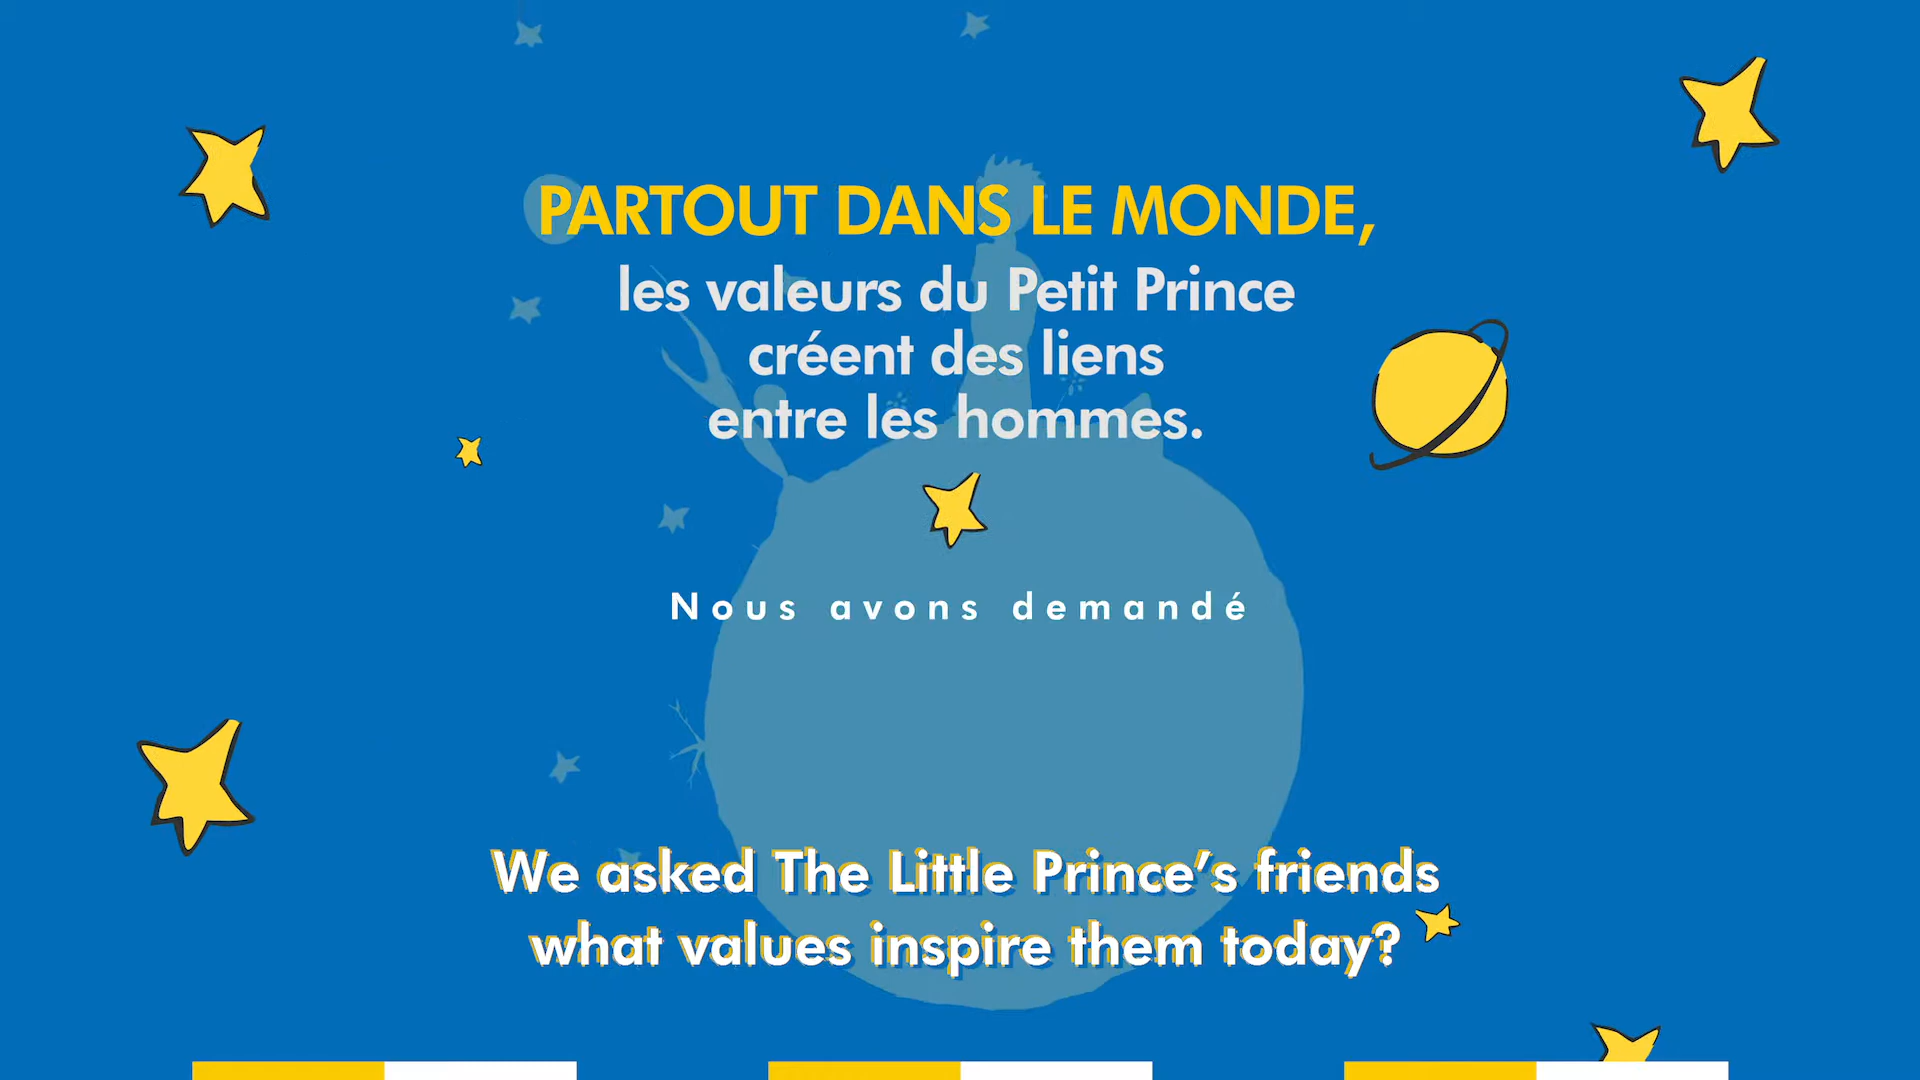 PARTOUT DANS LE MONDE,
les valeurs du Petit Prince
créent des liens
entre les hommes.
Nous avons demandé
We asked The Little Prince’s friends
what values inspire them today?